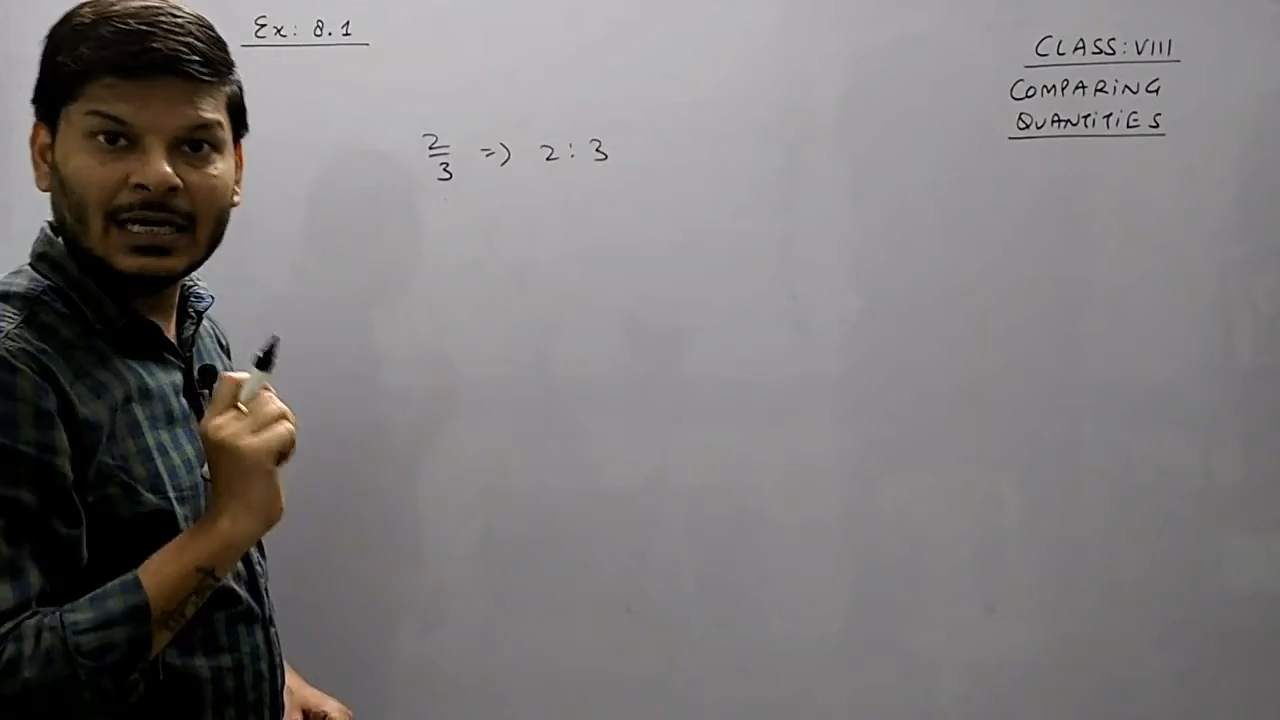 Ex: 8.1
CLASS: VIII
COMPARING
QUANTITIES
2/3 => 2 : 3